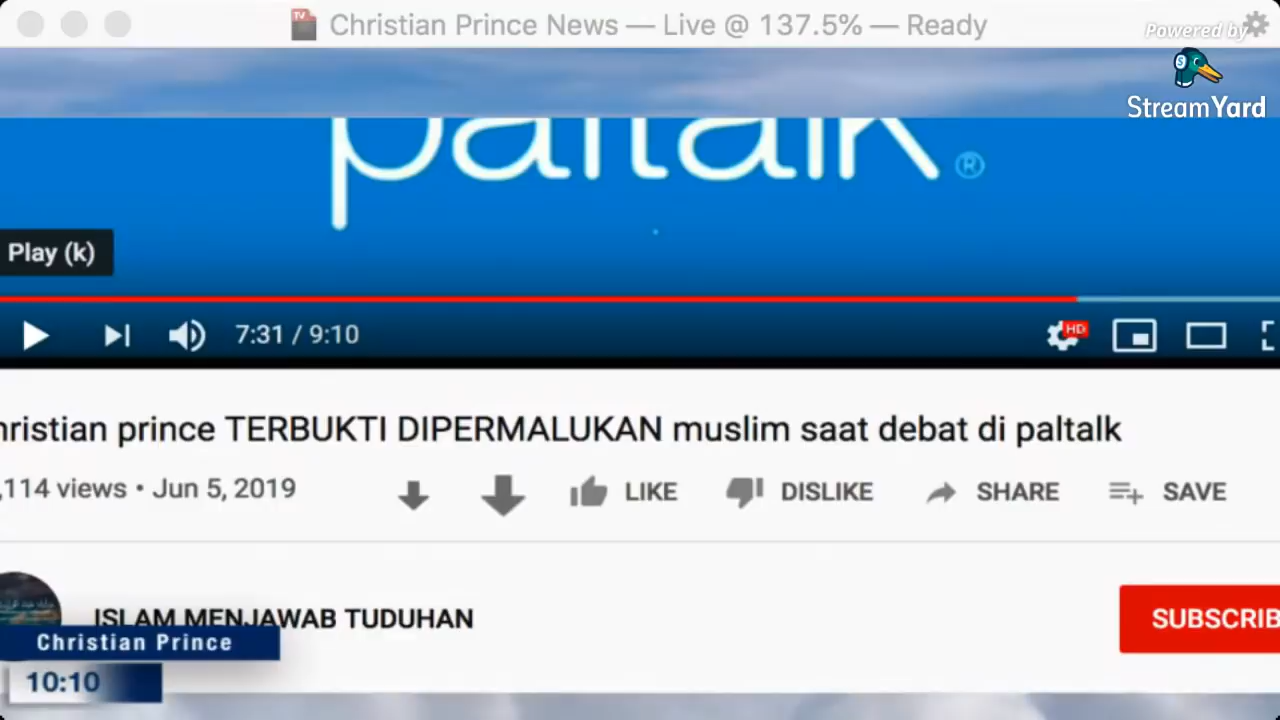 Christian Prince News — Live @ 137.5% — Ready
Powered by
StreamYard
paltalk®
Play (k)
7:31 / 9:10
HD
hristian prince TERBUKTI DIPERMALUKAN muslim saat debat di paltalk
,114 views • Jun 5, 2019
LIKE
DISLIKE
SHARE
SAVE
ISLAM MENJAWAB TUDUHAN
SUBSCRIB
Christian Prince
10:10